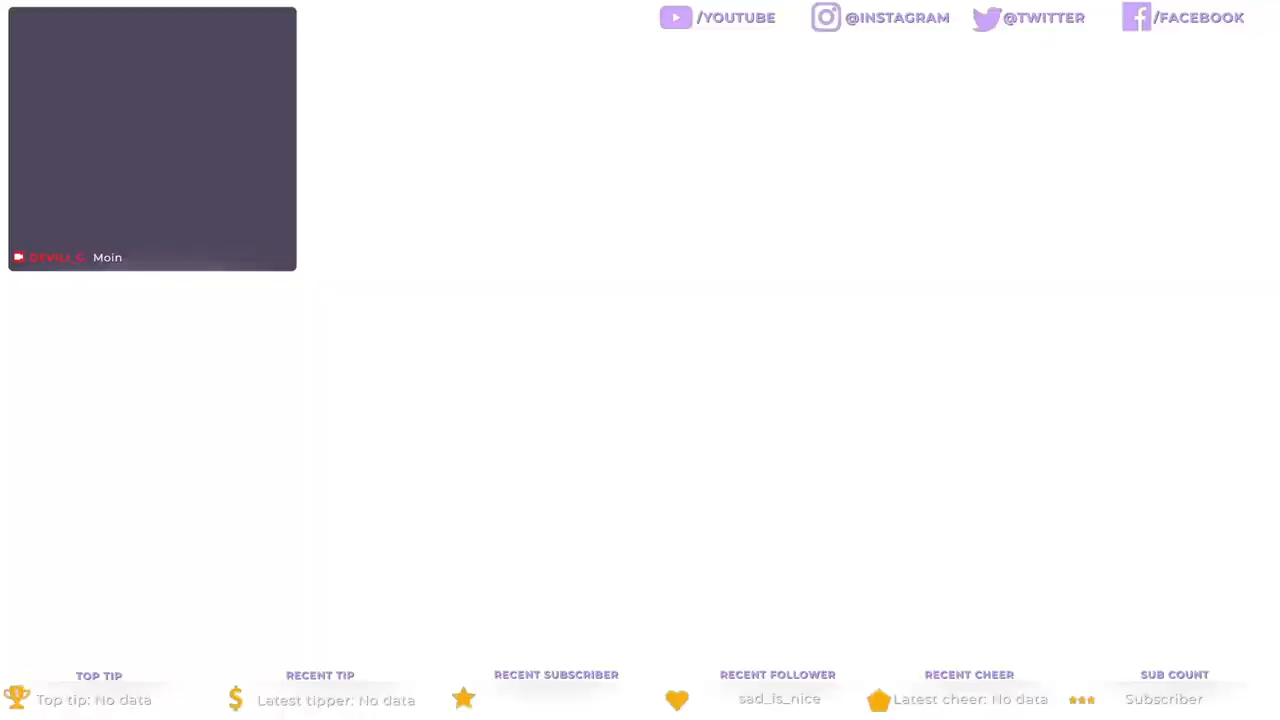 /YOUTUBE @INSTAGRAM @TWITTER /FACEBOOK
DEVILI_G Moin
TOP TIP RECENT TIP RECENT SUBSCRIBER RECENT FOLLOWER RECENT CHEER SUB COUNT
Top tip: No data Latest tipper: No data sad_is_nice Latest cheer: No data Subscriber